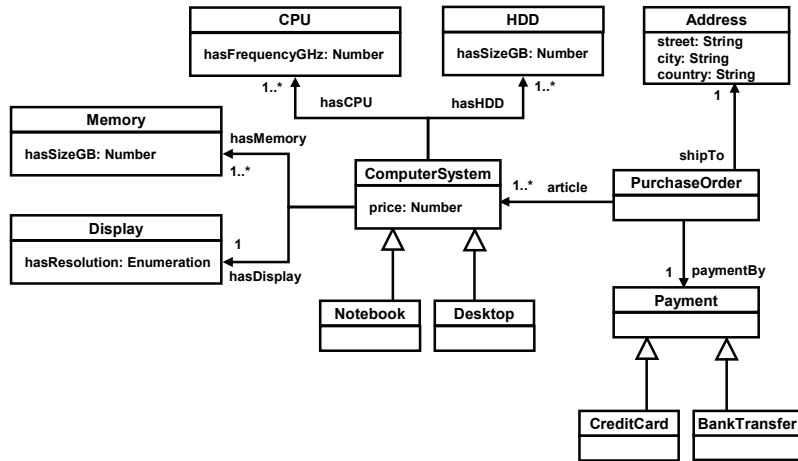 CPU
hasFrequencyGHz: Number
HDD
hasSizeGB: Number
Address
street: String
city: String
country: String
1..*
1..*
1
hasCPU
hasHDD
Memory
hasSizeGB: Number
hasMemory
1..*
shipTo
ComputerSystem
price: Number
1..*
article
PurchaseOrder
Display
hasResolution: Enumeration
1
hasDisplay
1
paymentBy
Notebook
Desktop
Payment
CreditCard
BankTransfer